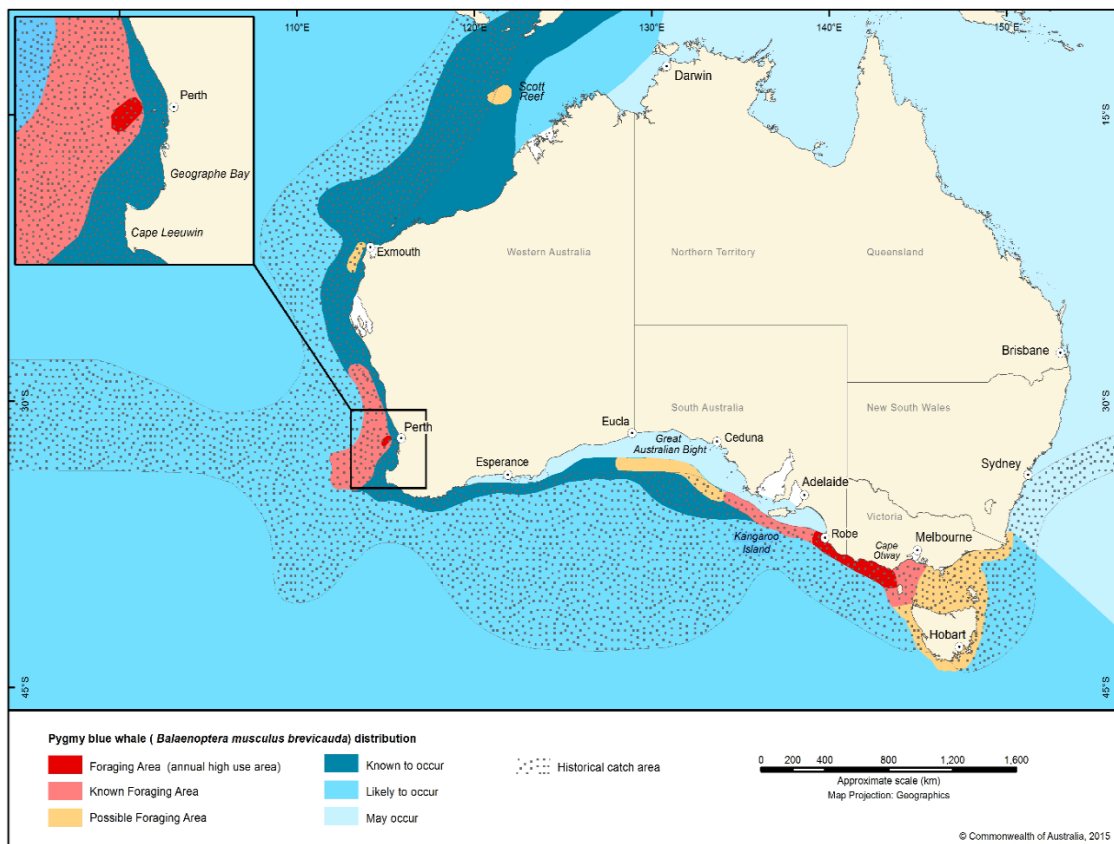 110°E
120°E
130°E
140°E
150°E
Perth
Geographe Bay
Cape Leeuwin
Scott
Reef
Darwin
15°S
15°S
Exmouth
Western Australia
Northern Territory
Queensland
Brisbane
30°S
30°S
South Australia
New South Wales
Perth
Eucla
Great
Australian Bight
Ceduna
Esperance
Sydney
Adelaide
Victoria
Kangaroo
Island
Robe
Cape
Otway
Melbourne
Hobart
45°S
45°S
Pygmy blue whale ( Balaenoptera musculus brevicauda) distribution
Foraging Area (annual high use area)
Known Foraging Area
Possible Foraging Area
Known to occur
Likely to occur
May occur
Historical catch area
0 200 400 800 1,200 1,600
Approximate scale (km)
Map Projection: Geographics
© Commonwealth of Australia, 2015